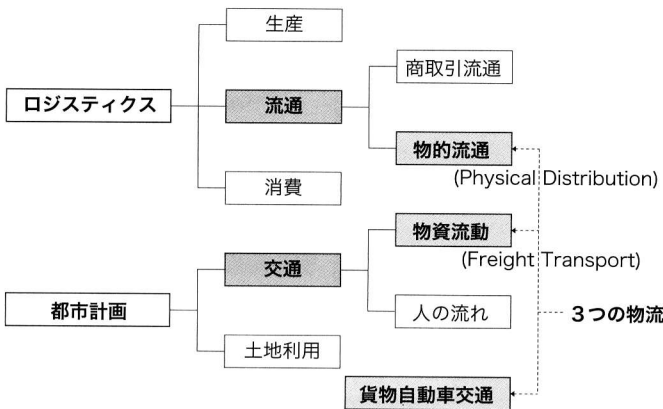 生産
商取引流通
ロジスティクス
流通
物的流通
(Physical Distribution)
消費
物資流動
交通
(Freight Transport)
都市計画
人の流れ
3つの物流
土地利用
貨物自動車交通